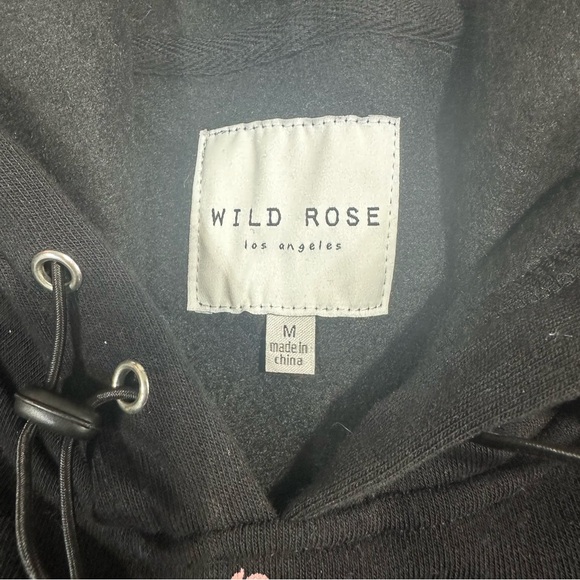 WILD ROSE
los angeles
M
made in
china